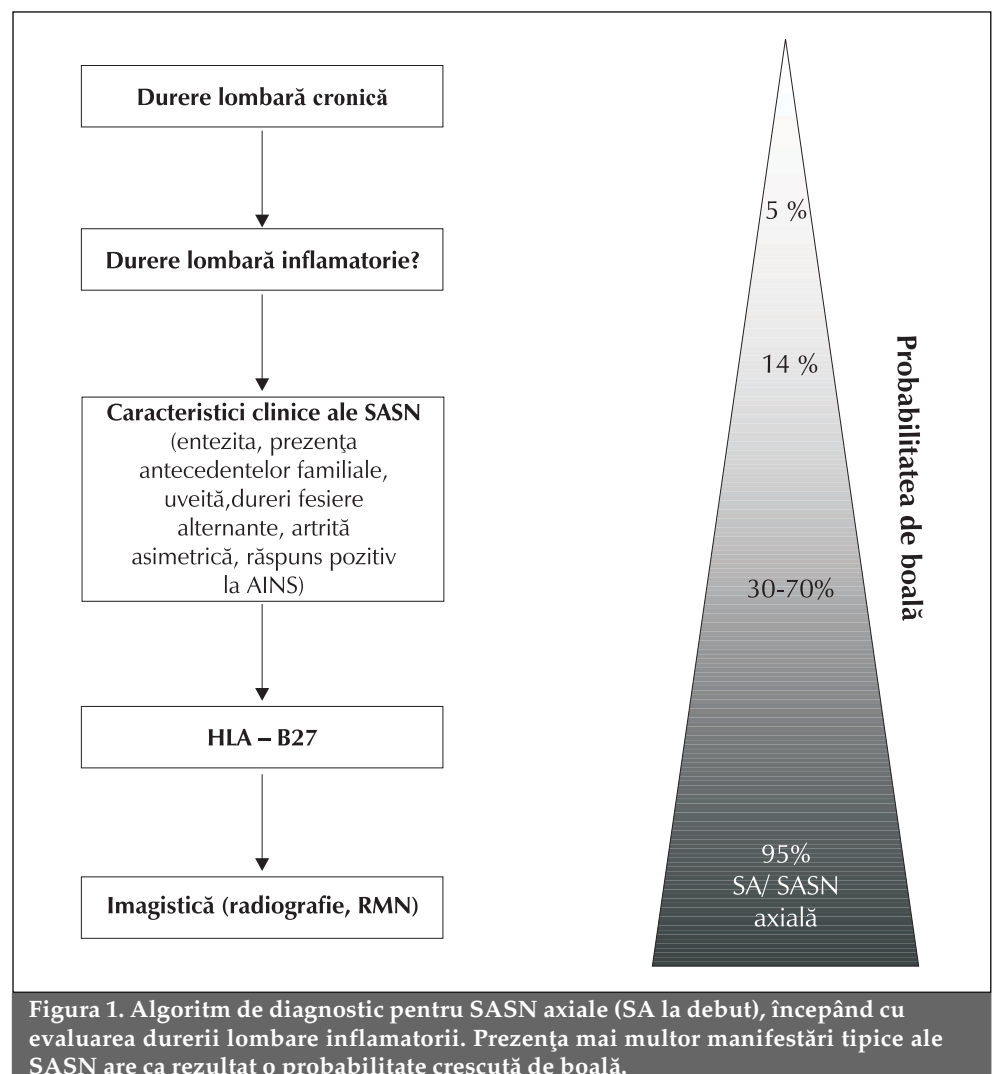 Durere lombară cronică
Durere lombară inflamatorie?
Caracteristici clinice ale SASN
(entezita, prezenţa
antecedentelor familiale,
uveită,dureri fesiere
alternante, artrită
asimetrică, răspuns pozitiv
la AINS)
HLA – B27
Imagistică (radiografie, RMN)
5 %
14 %
30-70%
95%
SA/ SASN
axială
Probabilitatea de boală
Figura 1. Algoritm de diagnostic pentru SASN axiale (SA la debut), începând cu
evaluarea durerii lombare inflamatorii. Prezenţa mai multor manifestări tipice ale
SASN are ca rezultat o probabilitate crescută de boală.